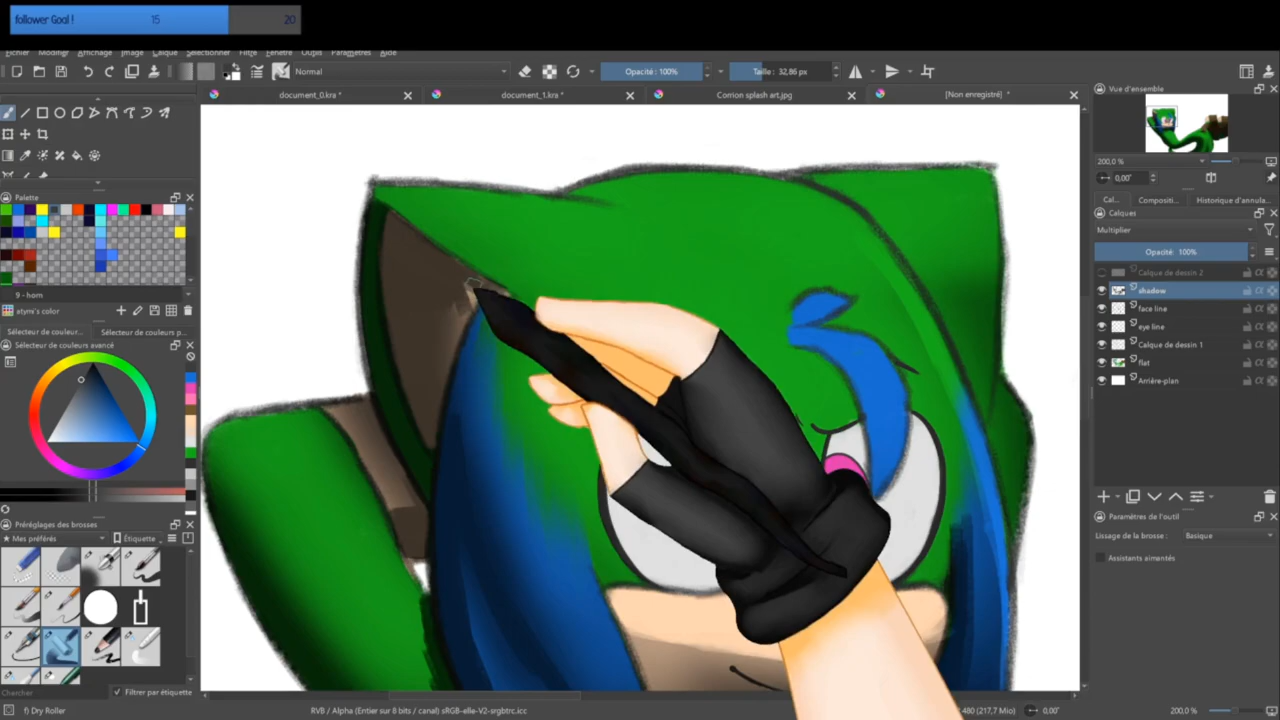 follower Goal ! 15 20
Fichier Modifier Affichage Image Calque Sélectionner Filtre Fenêtre Outils Paramètres Aide
Normal Opacité : 100% Taille : 32,86 px
document_0.kra * document_1.kra * Corrion splash art.jpg [Non enregistré] *
Vue d'ensemble
200,0 %
0,00°
Palette
Cal... Compositi... Historique d'annula...
Calques
Multiplier
Opacité: 100%
Calque de dessin 2
shadow
face line
eye line
Calque de dessin 1
flat
Arrière-plan
9 - hom
atymi's color
Sélecteur de couleur... Sélecteur de couleurs p...
Sélecteur de couleur avancé
Préréglages des brosses
Mes préférés Étiquette
Paramètres de l'outil
Lissage de la brosse : Basique
Assistants aimantés
Chercher Filtrer par étiquette
f) Dry Roller RVB / Alpha (Entier sur 8 bits / canal) sRGB-elle-V2-srgbtrc.icc 480 (217,7 Mio) 0,00° 200,0 %